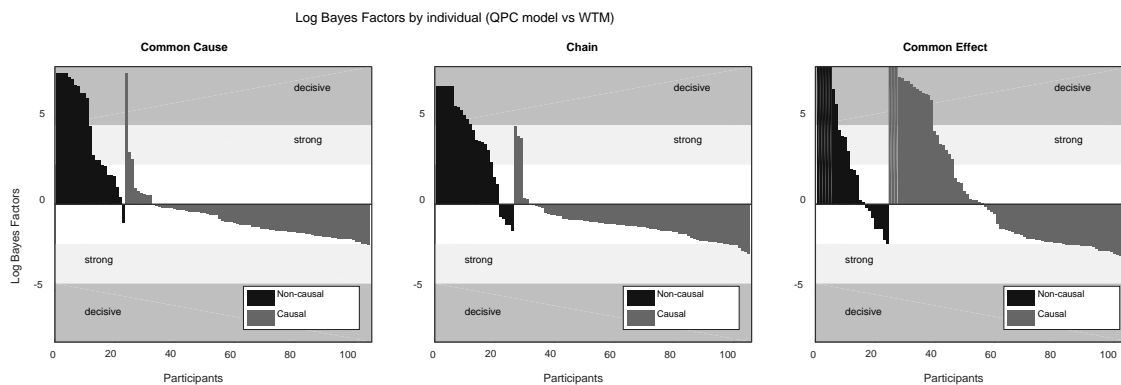 Log Bayes Factors by individual (QPC model vs WTM)
Common Cause
Chain
Common Effect
Log Bayes Factors
5
0
-5
decisive
strong
strong
decisive
Non-causal
Causal
0 20 40 60 80 100
Participants
5
0
-5
decisive
strong
strong
decisive
Non-causal
Causal
0 20 40 60 80 100
Participants
5
0
-5
decisive
strong
strong
decisive
Non-causal
Causal
0 20 40 60 80 100
Participants